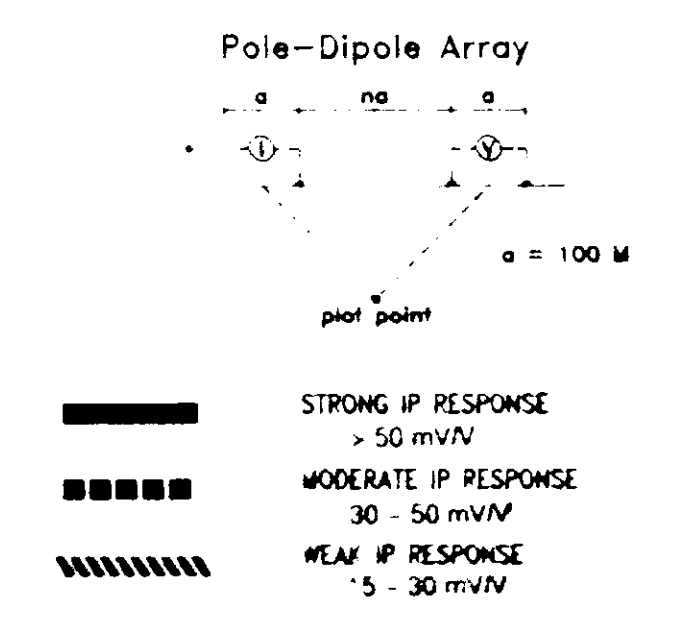 Pole-Dipole Array
a na a
I V
a = 100 M
plot point
STRONG IP RESPONSE
> 50 mV/V
MODERATE IP RESPONSE
30 - 50 mV/V
WEAK IP RESPONSE
15 - 30 mV/V